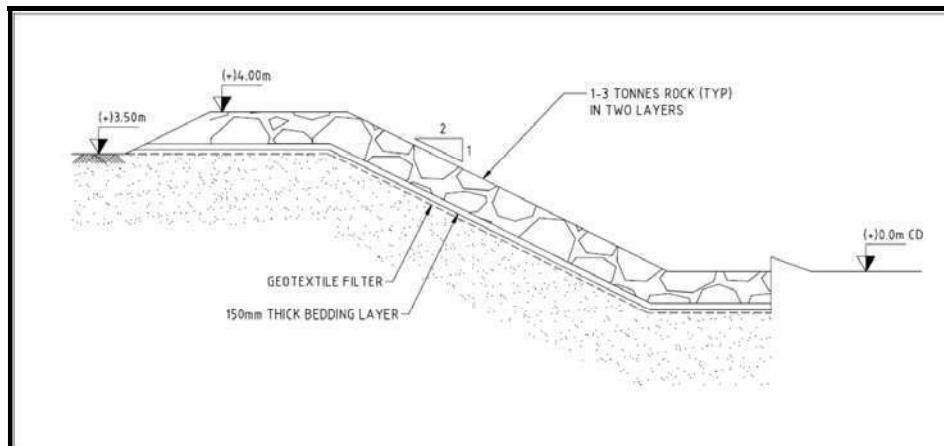 (+)4.00m
(+)3.50m
1-3 TONNES ROCK (TYP)
IN TWO LAYERS
2
1
(+)0.0m CD
GEOTEXTILE FILTER
150mm THICK BEDDING LAYER